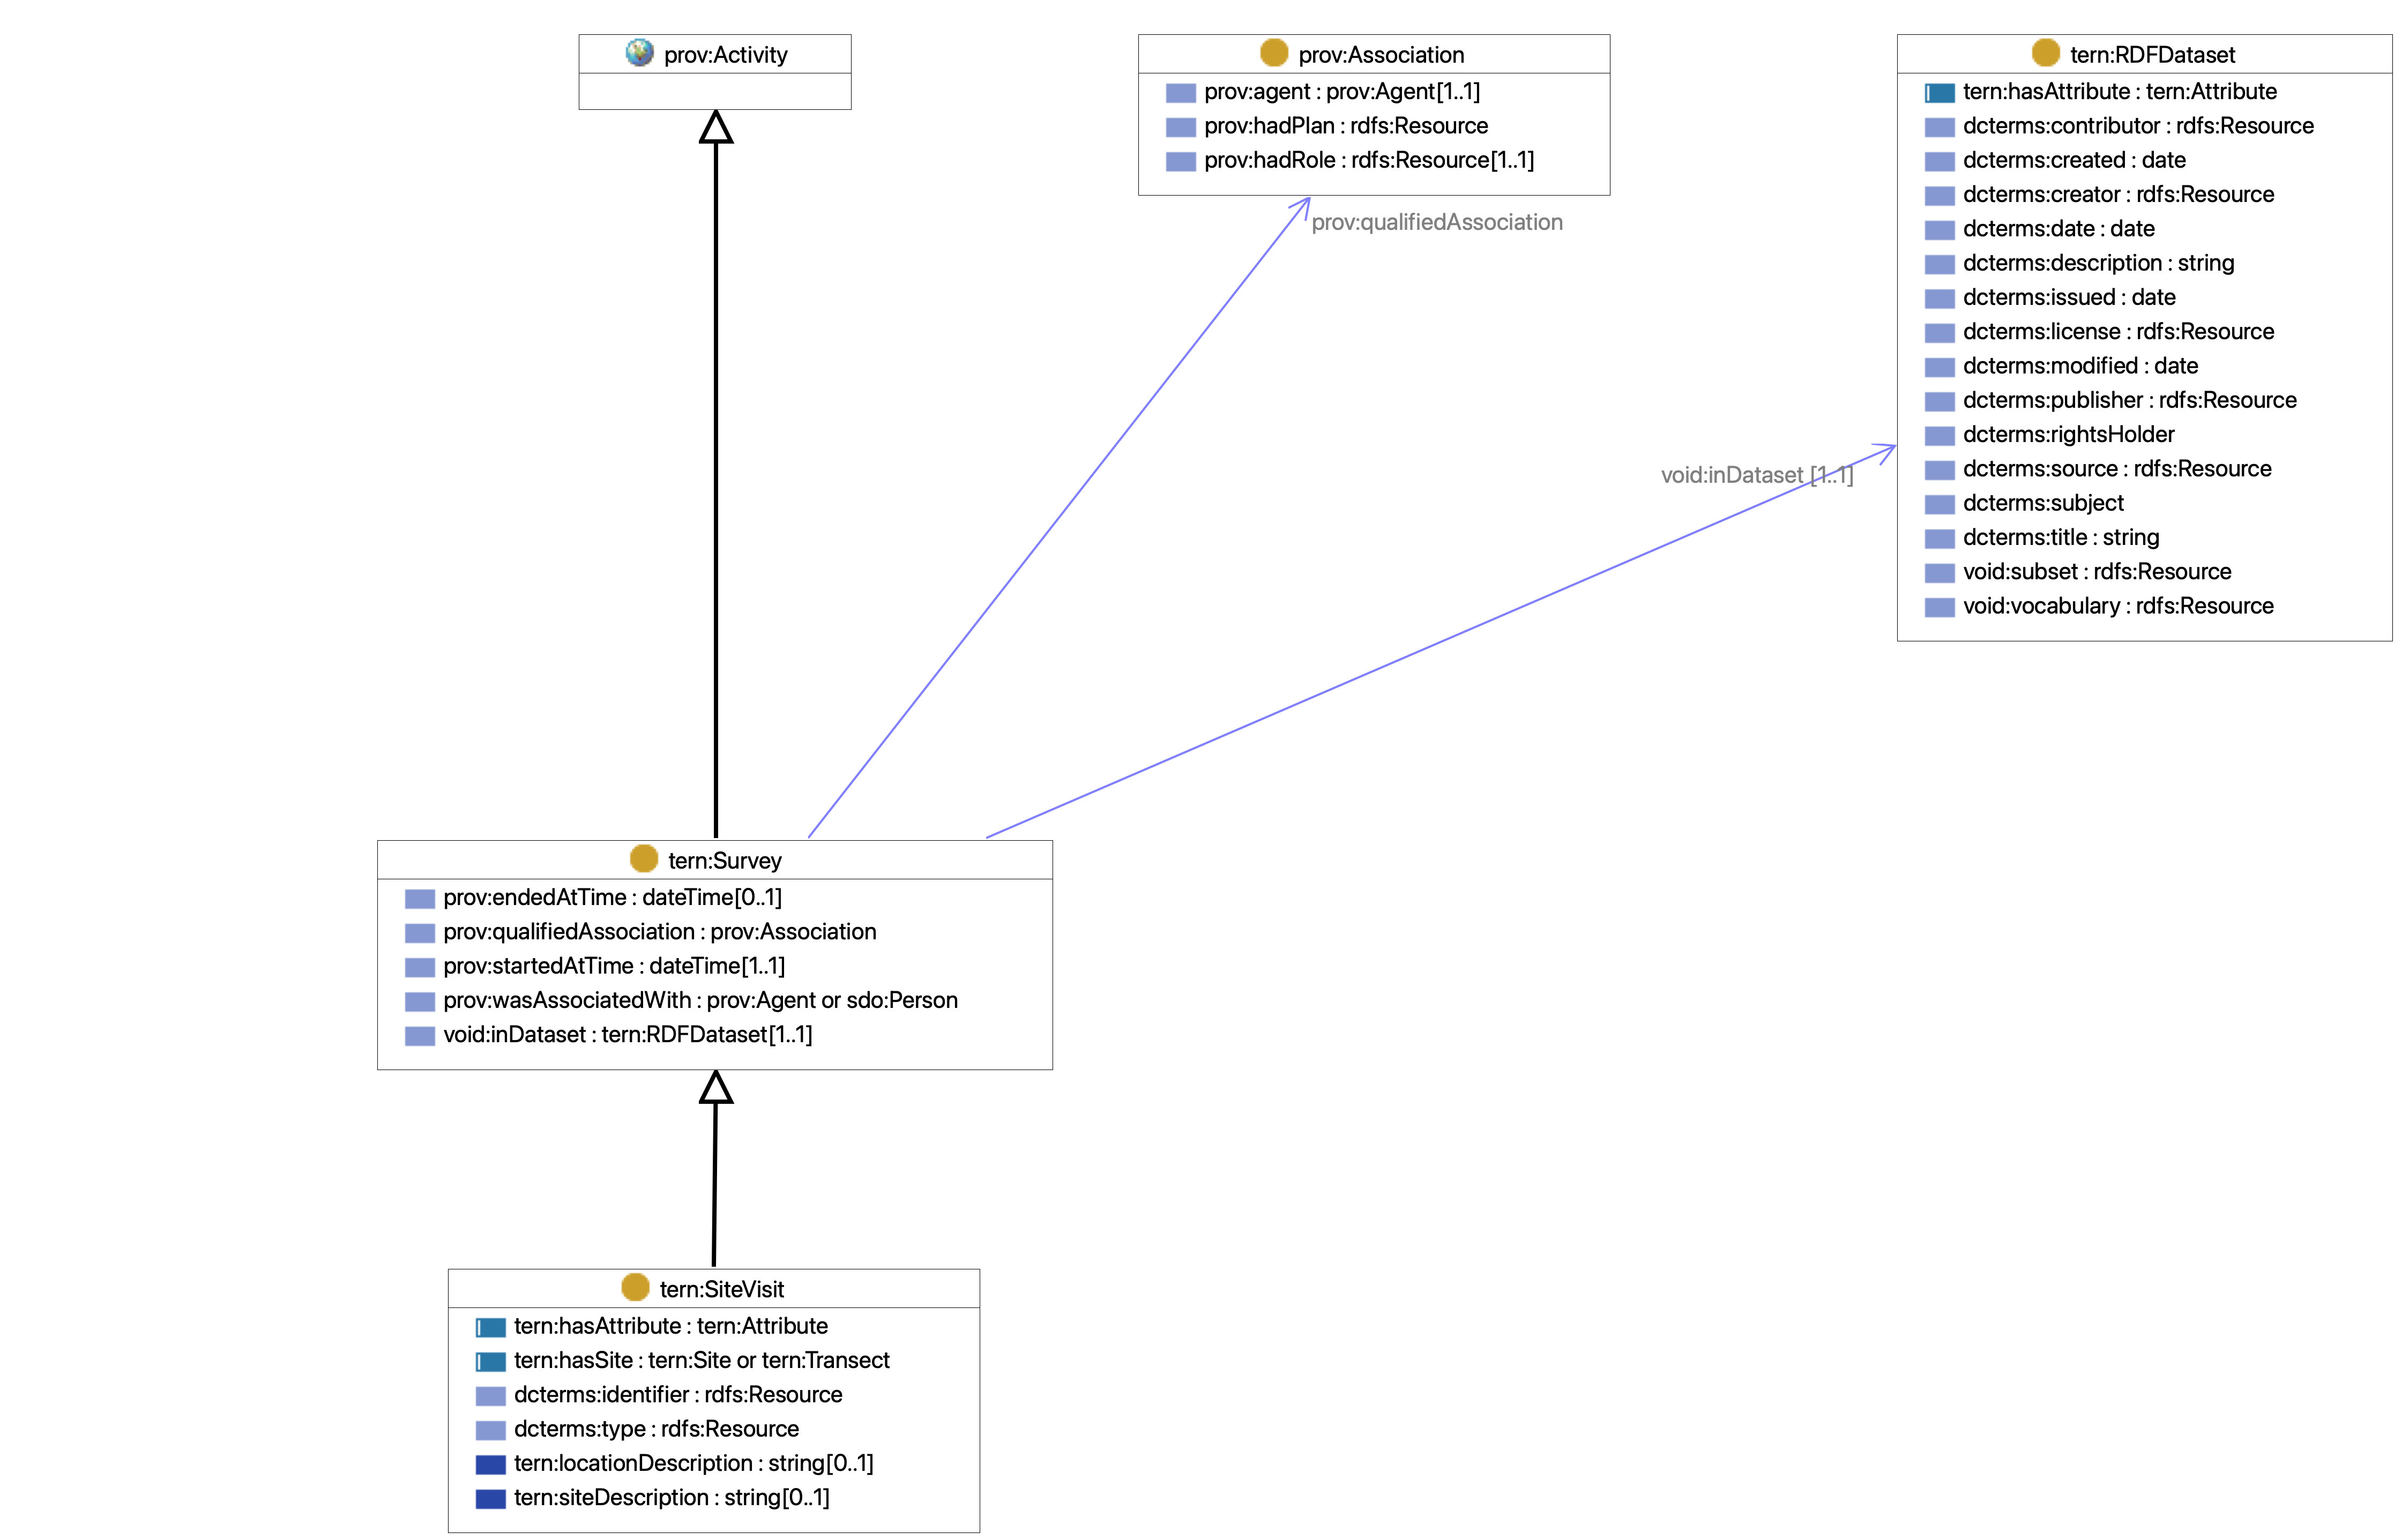 prov:Activity
prov:Association
prov:agent : prov:Agent[1..1]
prov:hadPlan : rdfs:Resource
prov:hadRole : rdfs:Resource[1..1]
prov:qualifiedAssociation
tern:RDFDataset
tern:hasAttribute : tern:Attribute
dcterms:contributor : rdfs:Resource
dcterms:created : date
dcterms:creator : rdfs:Resource
dcterms:date : date
dcterms:description : string
dcterms:issued : date
dcterms:license : rdfs:Resource
dcterms:modified : date
dcterms:publisher : rdfs:Resource
dcterms:rightsHolder
dcterms:source : rdfs:Resource
dcterms:subject
dcterms:title : string
void:subset : rdfs:Resource
void:vocabulary : rdfs:Resource
void:inDataset [1..1]
tern:Survey
prov:endedAtTime : dateTime[0..1]
prov:qualifiedAssociation : prov:Association
prov:startedAtTime : dateTime[1..1]
prov:wasAssociatedWith : prov:Agent or sdo:Person
void:inDataset : tern:RDFDataset[1..1]
tern:SiteVisit
tern:hasAttribute : tern:Attribute
tern:hasSite : tern:Site or tern:Transect
dcterms:identifier : rdfs:Resource
dcterms:type : rdfs:Resource
tern:locationDescription : string[0..1]
tern:siteDescription : string[0..1]